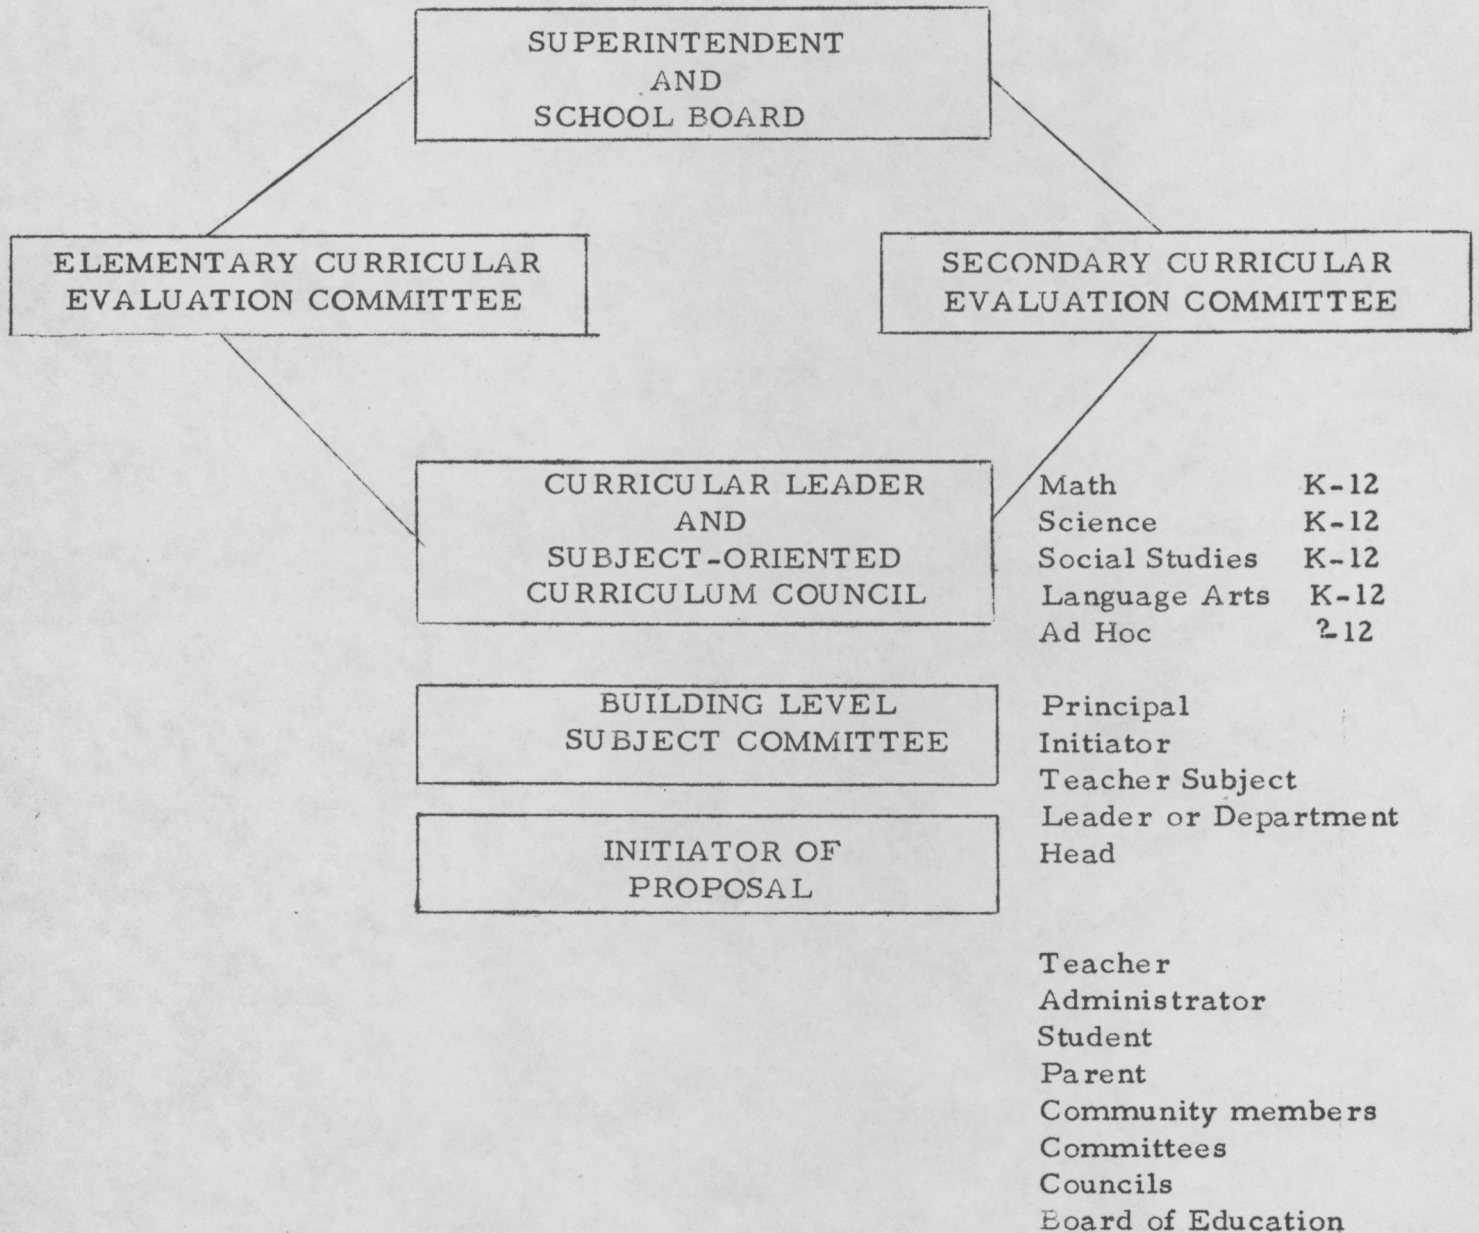 SUPERINTENDENT
AND
SCHOOL BOARD
ELEMENTARY CURRICULAR
EVALUATION COMMITTEE
SECONDARY CURRICULAR
EVALUATION COMMITTEE
CURRICULAR LEADER
AND
SUBJECT-ORIENTED
CURRICULUM COUNCIL
Math K-12
Science K-12
Social Studies K-12
Language Arts K-12
Ad Hoc ?-12
BUILDING LEVEL
SUBJECT COMMITTEE
Principal
Initiator
Teacher Subject
Leader or Department
Head
INITIATOR OF
PROPOSAL
Teacher
Administrator
Student
Parent
Community members
Committees
Councils
Board of Education